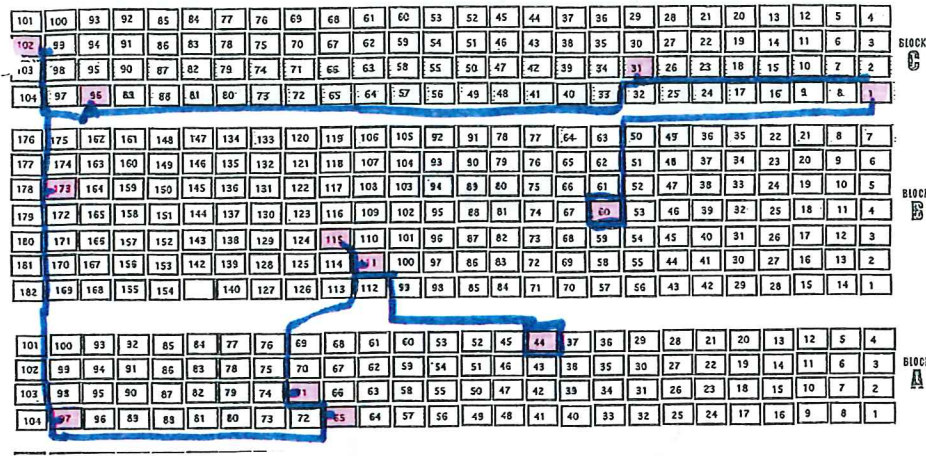 101 100 93 92 85 84 77 76 69 68 61 60 53 52 45 44 37 36 29 28 21 20 13 12 5 4
102 99 94 91 86 83 78 75 70 67 62 59 54 51 46 43 38 35 30 27 22 19 14 11 6 3
103 98 95 90 87 82 79 74 71 66 63 58 55 50 47 42 39 34 31 26 23 18 15 10 7 2
104 97 96 89 88 81 80 73 72 65 64 57 56 49 48 41 40 33 32 25 24 17 16 9 8
BLOCK
C
176 175 162 161 148 147 134 133 120 119 106 105 92 91 78 77 64 63 50 49 36 35 22 21 8 7
177 174 163 160 149 146 135 132 121 118 107 104 93 90 79 76 65 62 51 48 37 34 23 20 9 6
178 173 164 159 150 145 136 131 122 117 108 103 94 89 80 75 66 61 52 47 38 33 24 19 10 5
179 172 165 158 151 144 137 130 123 116 109 102 95 88 81 74 67 60 53 46 39 32 25 18 11 4
180 171 166 157 152 143 138 129 124 115 110 101 96 87 82 73 68 59 54 45 40 31 26 17 12 3
181 170 167 156 153 142 139 128 125 114 111 100 97 86 83 72 69 58 55 44 41 30 27 16 13 2
182 169 168 155 154 140 127 126 113 112 99 98 85 84 71 70 57 56 43 42 29 28 15 14 1
BLOCK
B
101 100 93 92 85 84 77 76 69 68 61 60 53 52 45 44 37 36 29 28 21 20 13 12 5 4
102 99 94 91 86 83 78 75 70 67 62 59 54 51 46 43 38 35 30 27 22 19 14 11 6 3
103 98 95 90 87 82 79 74 71 66 63 58 55 50 47 42 39 34 31 26 23 18 15 10 7 2
104 97 96 89 88 81 80 73 72 65 64 57 56 49 48 41 40 33 32 25 24 17 16 9 8 1
BLOCK
A